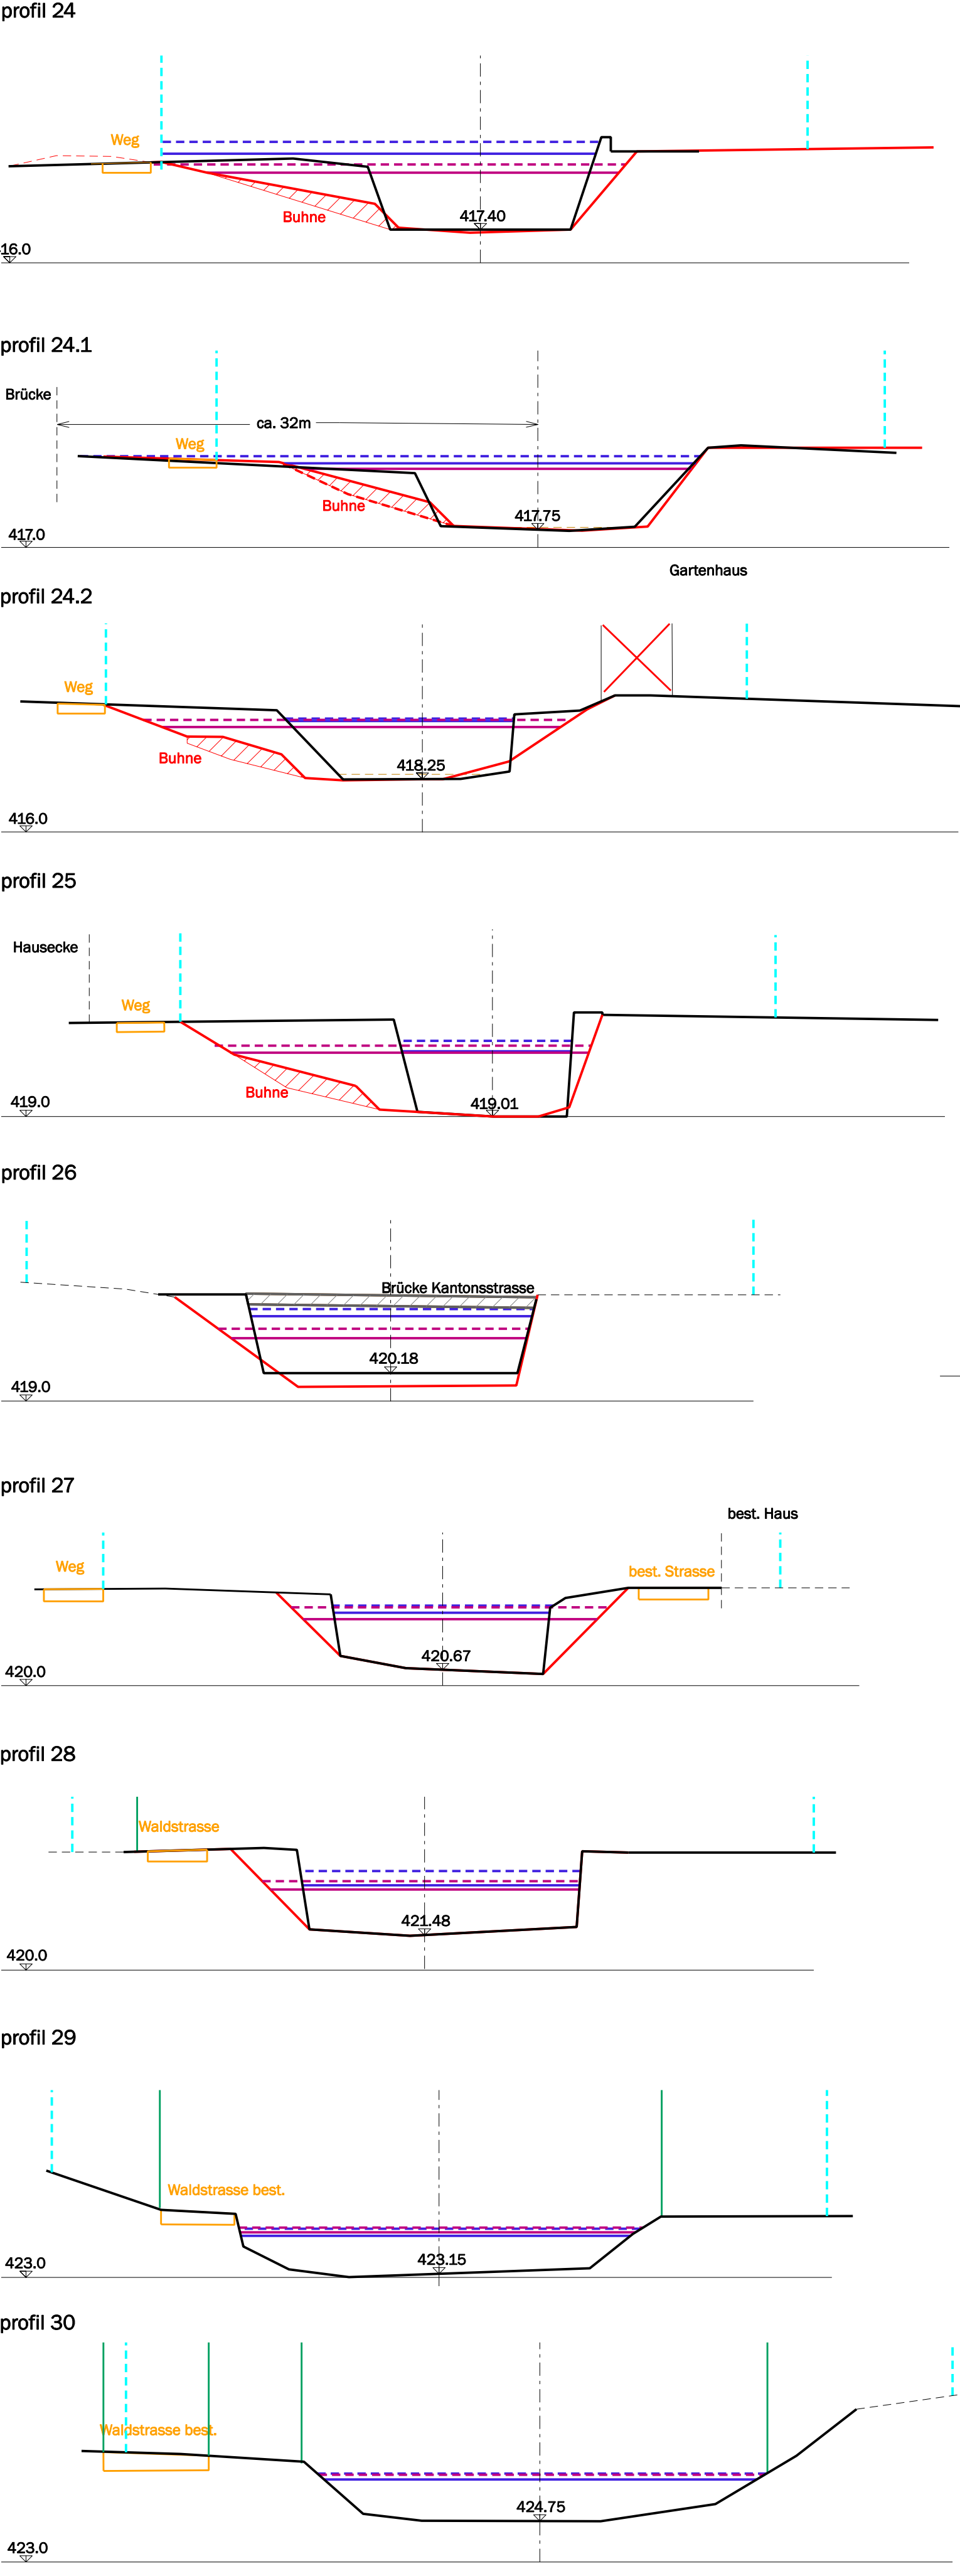 profil 24
Weg
Buhne
417.40
16.0
profil 24.1
Brücke
ca. 32m
Weg
Buhne
417.75
417.0
Gartenhaus
profil 24.2
Weg
Buhne
418.25
416.0
profil 25
Hausecke
Weg
Buhne
419.01
419.0
profil 26
Brücke Kantonsstrasse
420.18
419.0
profil 27
best. Haus
Weg
best. Strasse
420.67
420.0
profil 28
Waldstrasse
421.48
420.0
profil 29
Waldstrasse best.
423.15
423.0
profil 30
Waldstrasse best.
424.75
423.0